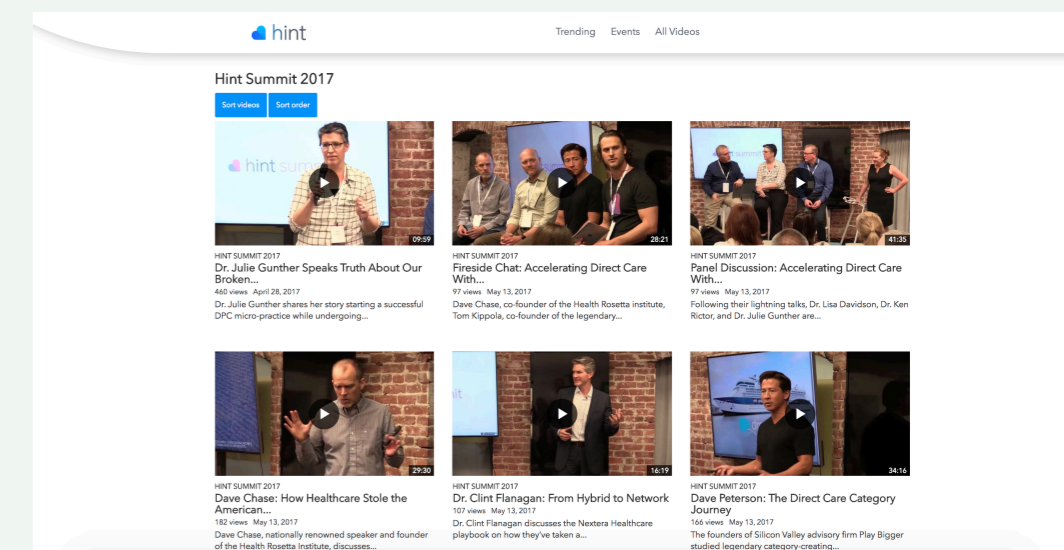 hint
Trending Events All Videos
Hint Summit 2017
Sort videos Sort order
hint sum
09:59
HINT SUMMIT 2017
Dr. Julie Gunther Speaks Truth About Our
Broken...
460 views April 28, 2017
Dr. Julie Gunther shares her story starting a successful
DPC micro-practice while undergoing...
28:21
HINT SUMMIT 2017
Fireside Chat: Accelerating Direct Care
With...
97 views May 13, 2017
Dave Chase, co-founder of the Health Rosetta institute,
Tom Kippola, co-founder of the legendary...
41:35
HINT SUMMIT 2017
Panel Discussion: Accelerating Direct Care
With...
97 views May 13, 2017
Following their lightning talks, Dr. Lisa Davidson, Dr. Ken
Rictor, and Dr. Julie Gunther are...
29:30
HINT SUMMIT 2017
Dave Chase: How Healthcare Stole the
American...
182 views May 13, 2017
Dave Chase, nationally renowned speaker and founder
of the Health Rosetta Institute, discusses...
16:19
HINT SUMMIT 2017
Dr. Clint Flanagan: From Hybrid to Network
107 views May 13, 2017
Dr. Clint Flanagan discusses the Nextera Healthcare
playbook on how they've taken a...
34:16
HINT SUMMIT 2017
Dave Peterson: The Direct Care Category
Journey
166 views May 13, 2017
The founders of Silicon Valley advisory firm Play Bigger
studied legendary category-creating...